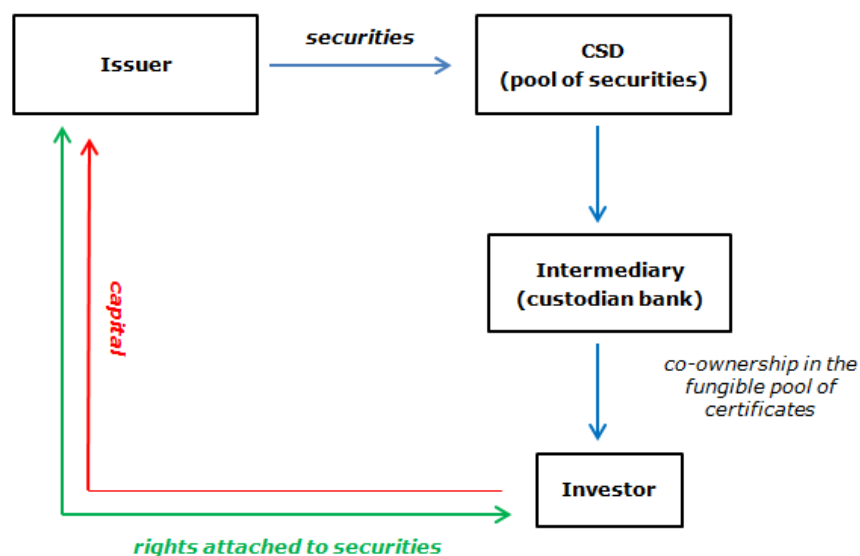 securities
Issuer
CSD
(pool of securities)
Intermediary
(custodian bank)
capital
co-ownership in the
fungible pool of
certificates
Investor
rights attached to securities